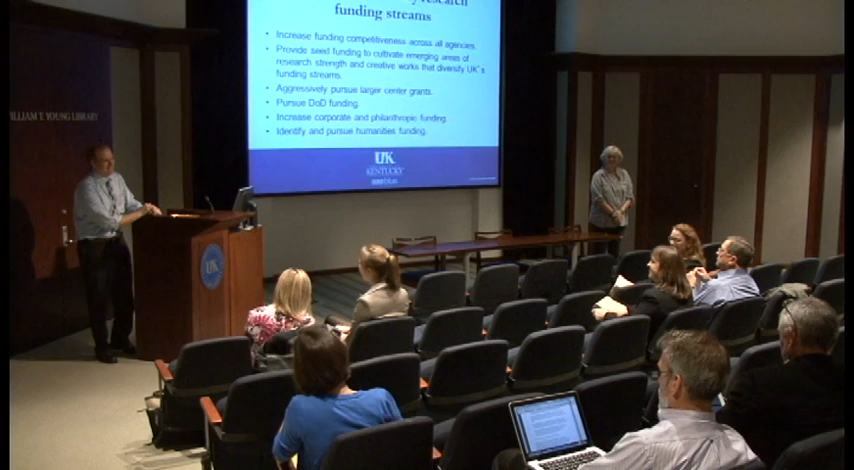 funding streams
• Increase funding competitiveness across all agencies.
• Provide seed funding to cultivate emerging areas of
research strength and creative works that diversify UK's
funding streams.
• Aggressively pursue larger center grants.
• Pursue DoD funding.
• Increase corporate and philanthropic funding.
• Identify and pursue humanities funding.
UK
KENTUCKY
WILLIAM T. YOUNG LIBRARY
UK